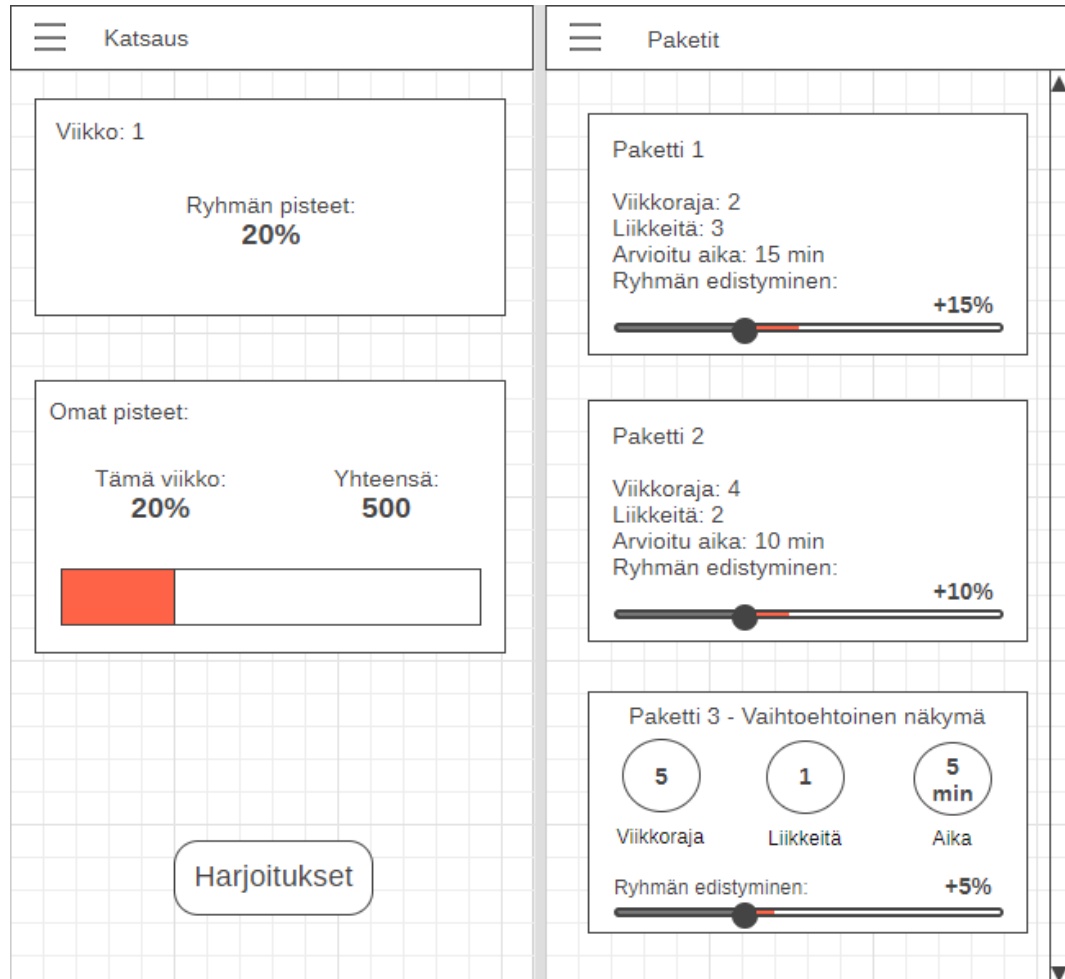 Katsaus
Viikko: 1
Ryhmän pisteet:
20%
Omat pisteet:
Tämä viikko:
20%
Yhteensä:
500
Harjoitukset
Paketit
Paketti 1
Viikkoraja: 2
Liikkeitä: 3
Arvioitu aika: 15 min
Ryhmän edistyminen:
+15%
Paketti 2
Viikkoraja: 4
Liikkeitä: 2
Arvioitu aika: 10 min
Ryhmän edistyminen:
+10%
Paketti 3 - Vaihtoehtoinen näkymä
5
Viikkoraja
1
Liikkeitä
5
min
Aika
Ryhmän edistyminen:
+5%